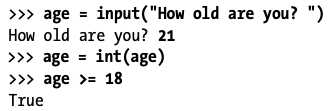 >>> age = input("How old are you? ")
How old are you? 21
>>> age = int(age)
>>> age >= 18
True